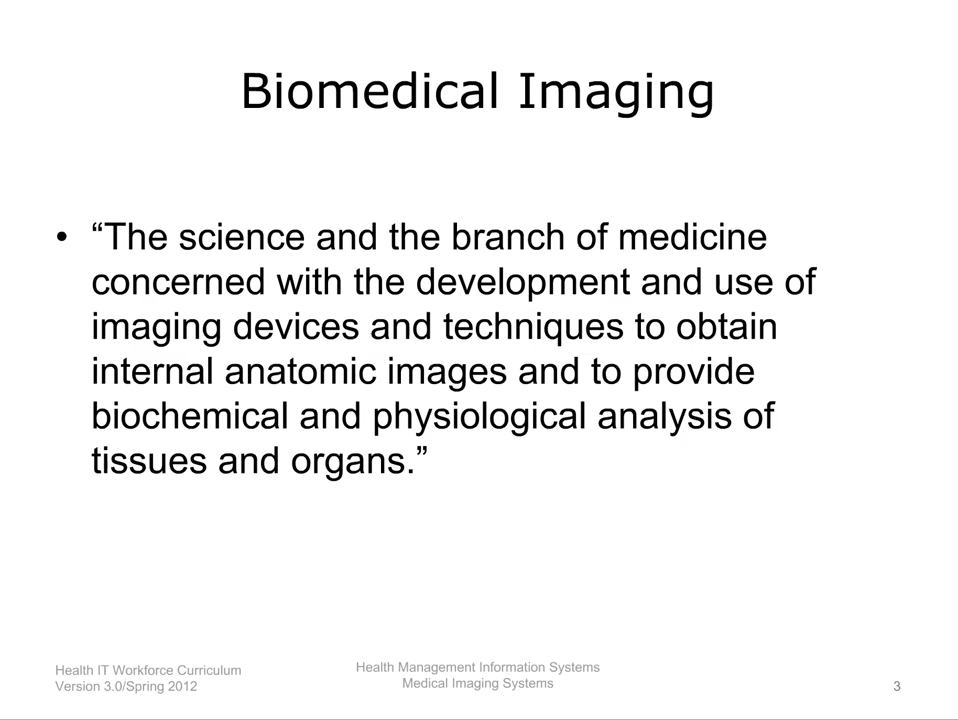 Biomedical Imaging
• “The science and the branch of medicine
concerned with the development and use of
imaging devices and techniques to obtain
internal anatomic images and to provide
biochemical and physiological analysis of
tissues and organs.”
Health IT Workforce Curriculum
Version 3.0/Spring 2012
Health Management Information Systems
Medical Imaging Systems
3